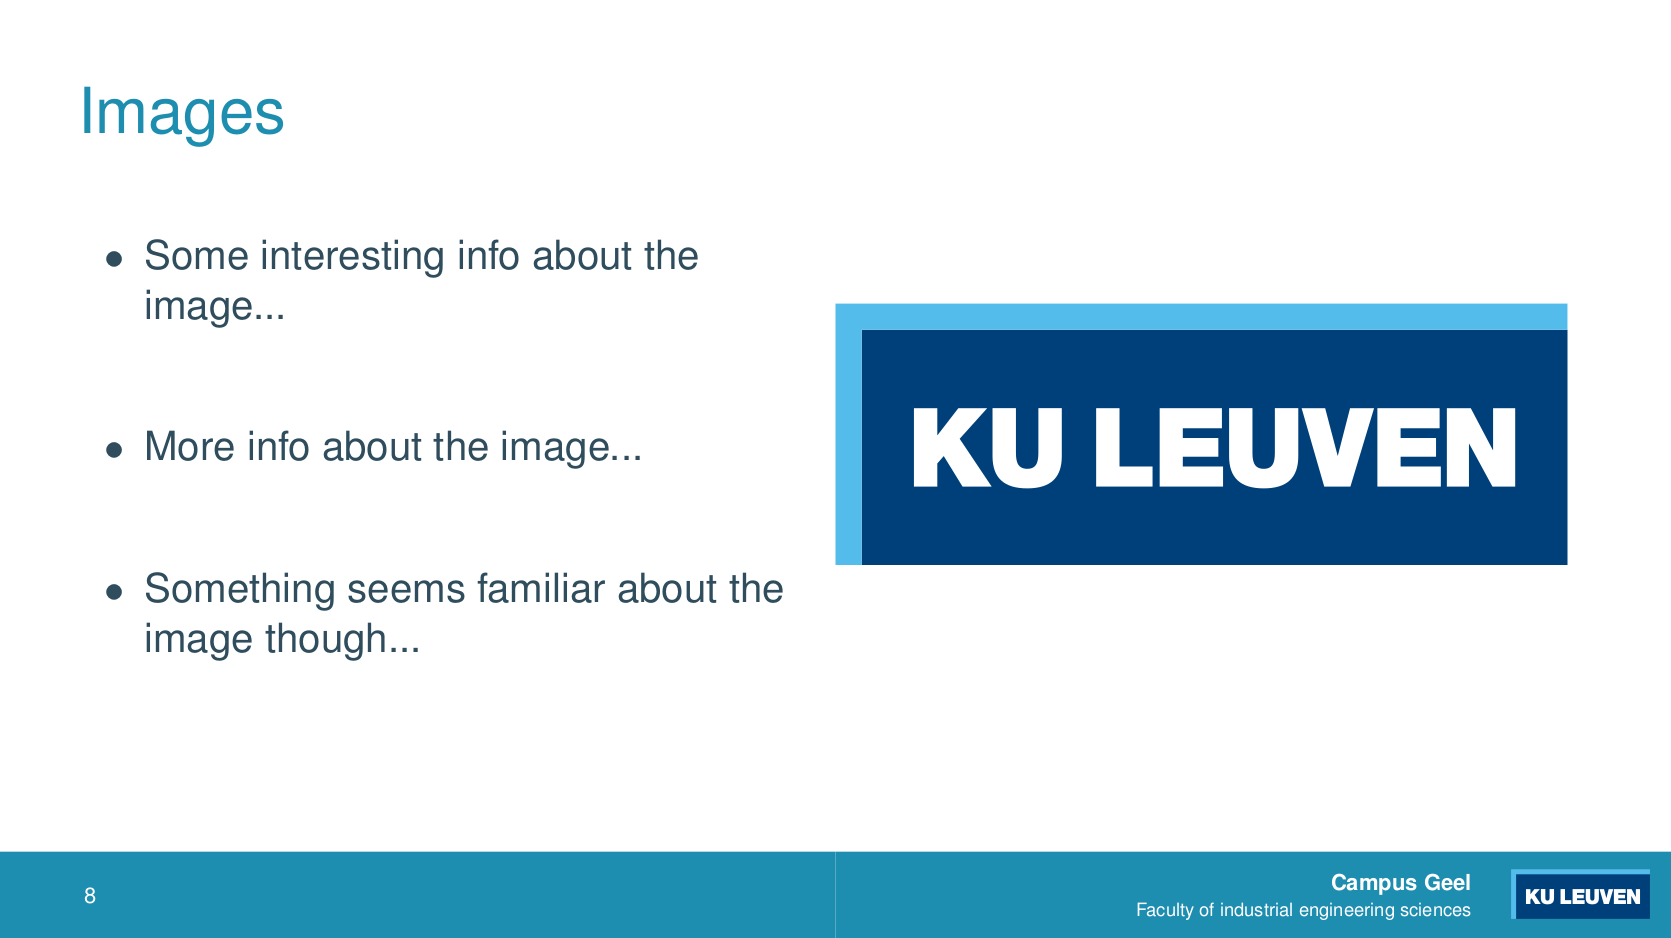 Images
● Some interesting info about the
image...
● More info about the image...
● Something seems familiar about the
image though...
KU LEUVEN
8
Campus Geel
Faculty of industrial engineering sciences
KU LEUVEN